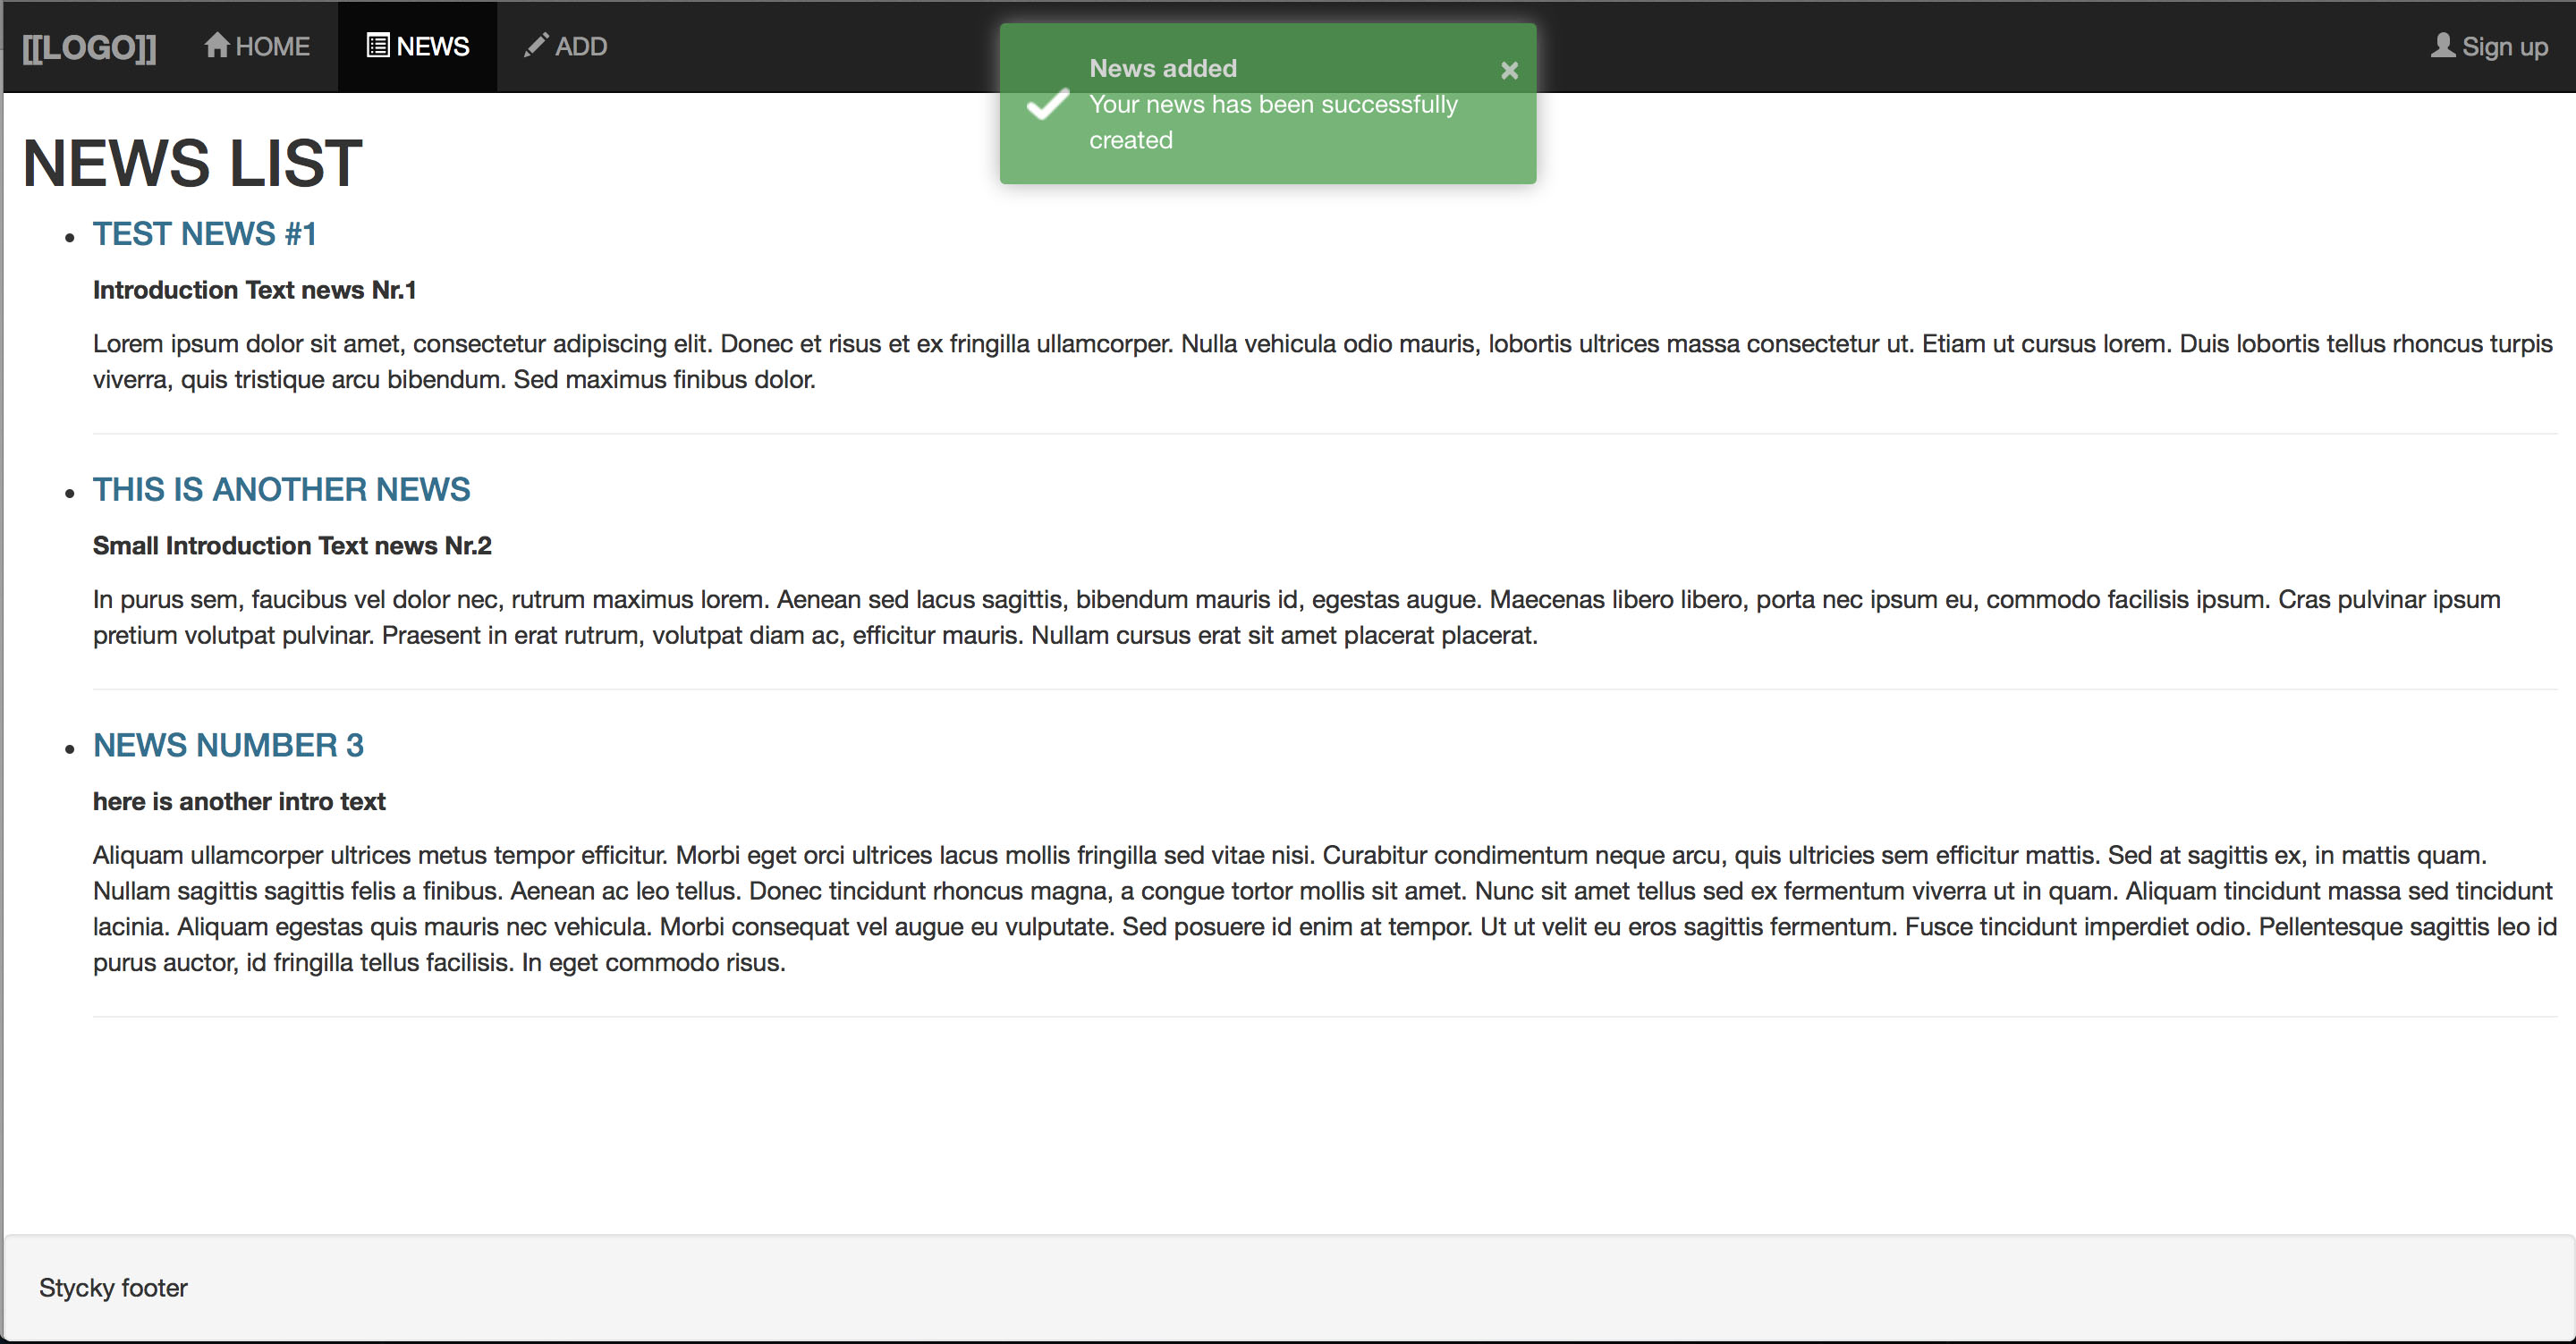 [[LOGO]] HOME NEWS ADD Sign up
News added ×
Your news has been successfully
created
NEWS LIST
• TEST NEWS #1
Introduction Text news Nr.1
Lorem ipsum dolor sit amet, consectetur adipiscing elit. Donec et risus et ex fringilla ullamcorper. Nulla vehicula odio mauris, lobortis ultrices massa consectetur ut. Etiam ut cursus lorem. Duis lobortis tellus rhoncus turpis
viverra, quis tristique arcu bibendum. Sed maximus finibus dolor.
• THIS IS ANOTHER NEWS
Small Introduction Text news Nr.2
In purus sem, faucibus vel dolor nec, rutrum maximus lorem. Aenean sed lacus sagittis, bibendum mauris id, egestas augue. Maecenas libero libero, porta nec ipsum eu, commodo facilisis ipsum. Cras pulvinar ipsum
pretium volutpat pulvinar. Praesent in erat rutrum, volutpat diam ac, efficitur mauris. Nullam cursus erat sit amet placerat placerat.
• NEWS NUMBER 3
here is another intro text
Aliquam ullamcorper ultrices metus tempor efficitur. Morbi eget orci ultrices lacus mollis fringilla sed vitae nisi. Curabitur condimentum neque arcu, quis ultricies sem efficitur mattis. Sed at sagittis ex, in mattis quam.
Nullam sagittis sagittis felis a finibus. Aenean ac leo tellus. Donec tincidunt rhoncus magna, a congue tortor mollis sit amet. Nunc sit amet tellus sed ex fermentum viverra ut in quam. Aliquam tincidunt massa sed tincidunt
lacinia. Aliquam egestas quis mauris nec vehicula. Morbi consequat vel augue eu vulputate. Sed posuere id enim at tempor. Ut ut velit eu eros sagittis fermentum. Fusce tincidunt imperdiet odio. Pellentesque sagittis leo id
purus auctor, id fringilla tellus facilisis. In eget commodo risus.
Stycky footer